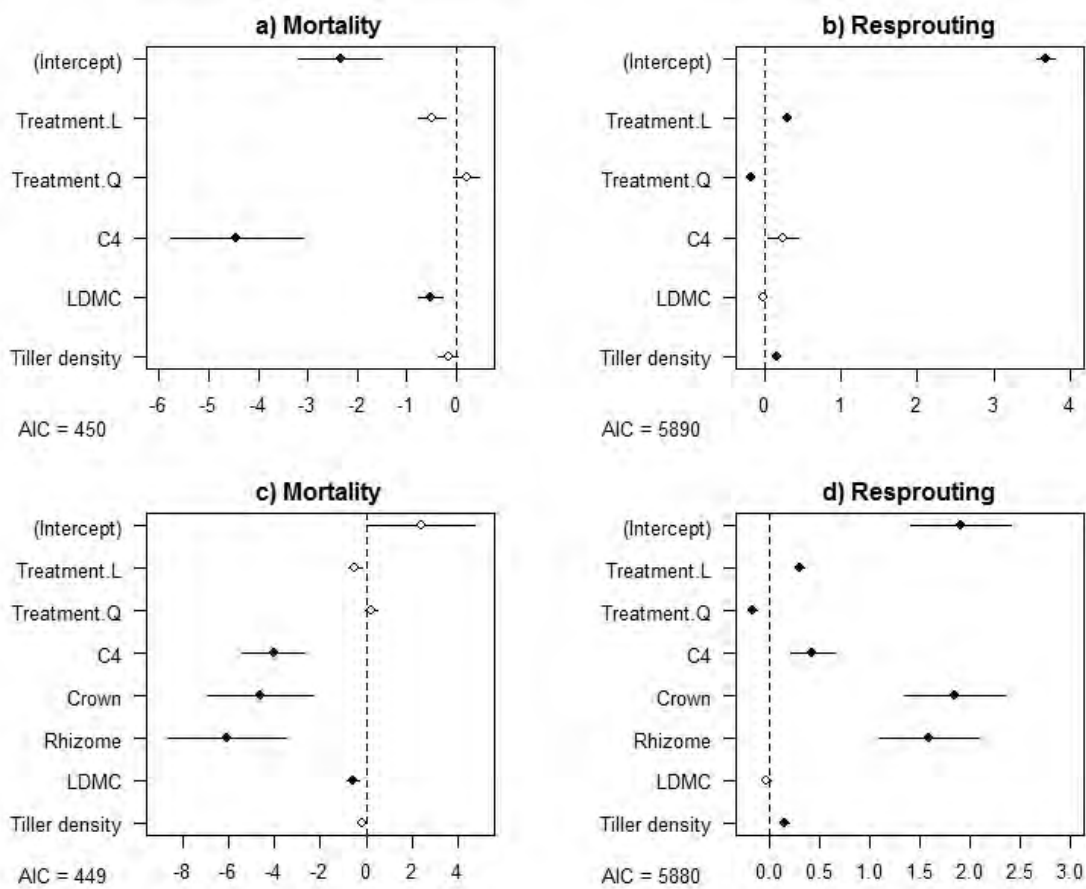 a) Mortality
(Intercept)
Treatment.L
Treatment.Q
C4
LDMC
Tiller density
-6 -5 -4 -3 -2 -1 0
AIC = 450
b) Resprouting
(Intercept)
Treatment.L
Treatment.Q
C4
LDMC
Tiller density
0 1 2 3 4
AIC = 5890
c) Mortality
(Intercept)
Treatment.L
Treatment.Q
C4
Crown
Rhizome
LDMC
Tiller density
-8 -6 -4 -2 0 2 4
AIC = 449
d) Resprouting
(Intercept)
Treatment.L
Treatment.Q
C4
Crown
Rhizome
LDMC
Tiller density
0.0 0.5 1.0 1.5 2.0 2.5 3.0
AIC = 5880